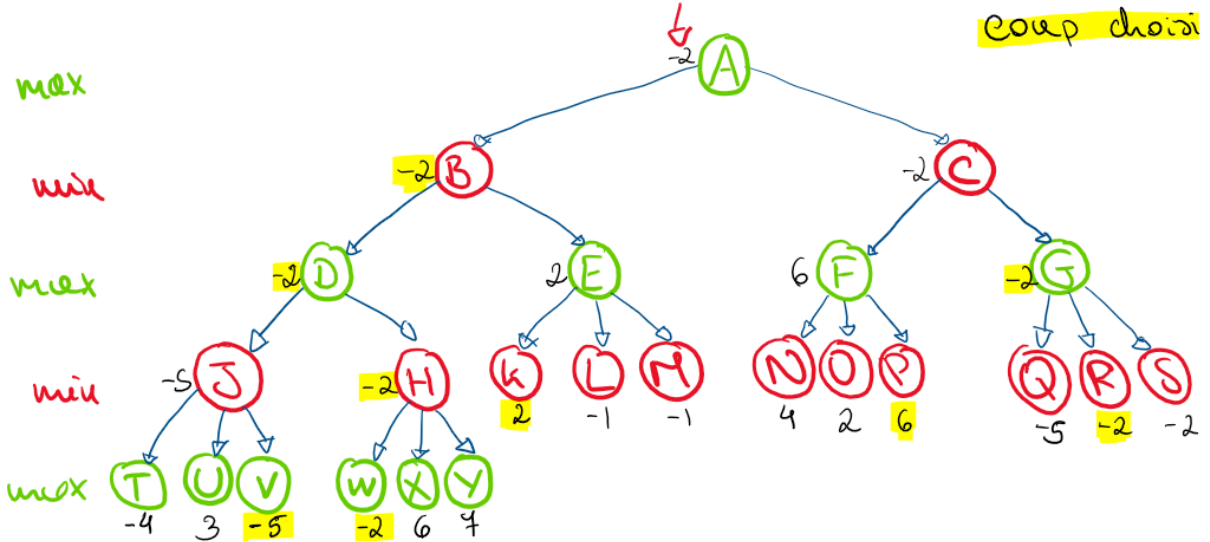 coup choisi
-2 A
max
-2 B -2 C
min
-2 D 2 E 6 F -2 G
max
-5 J -2 H K L M N O P Q R S
min
2 -1 -1 4 2 6 -5 -2 -2
T U V W X Y
max
-4 3 -5 -2 6 7